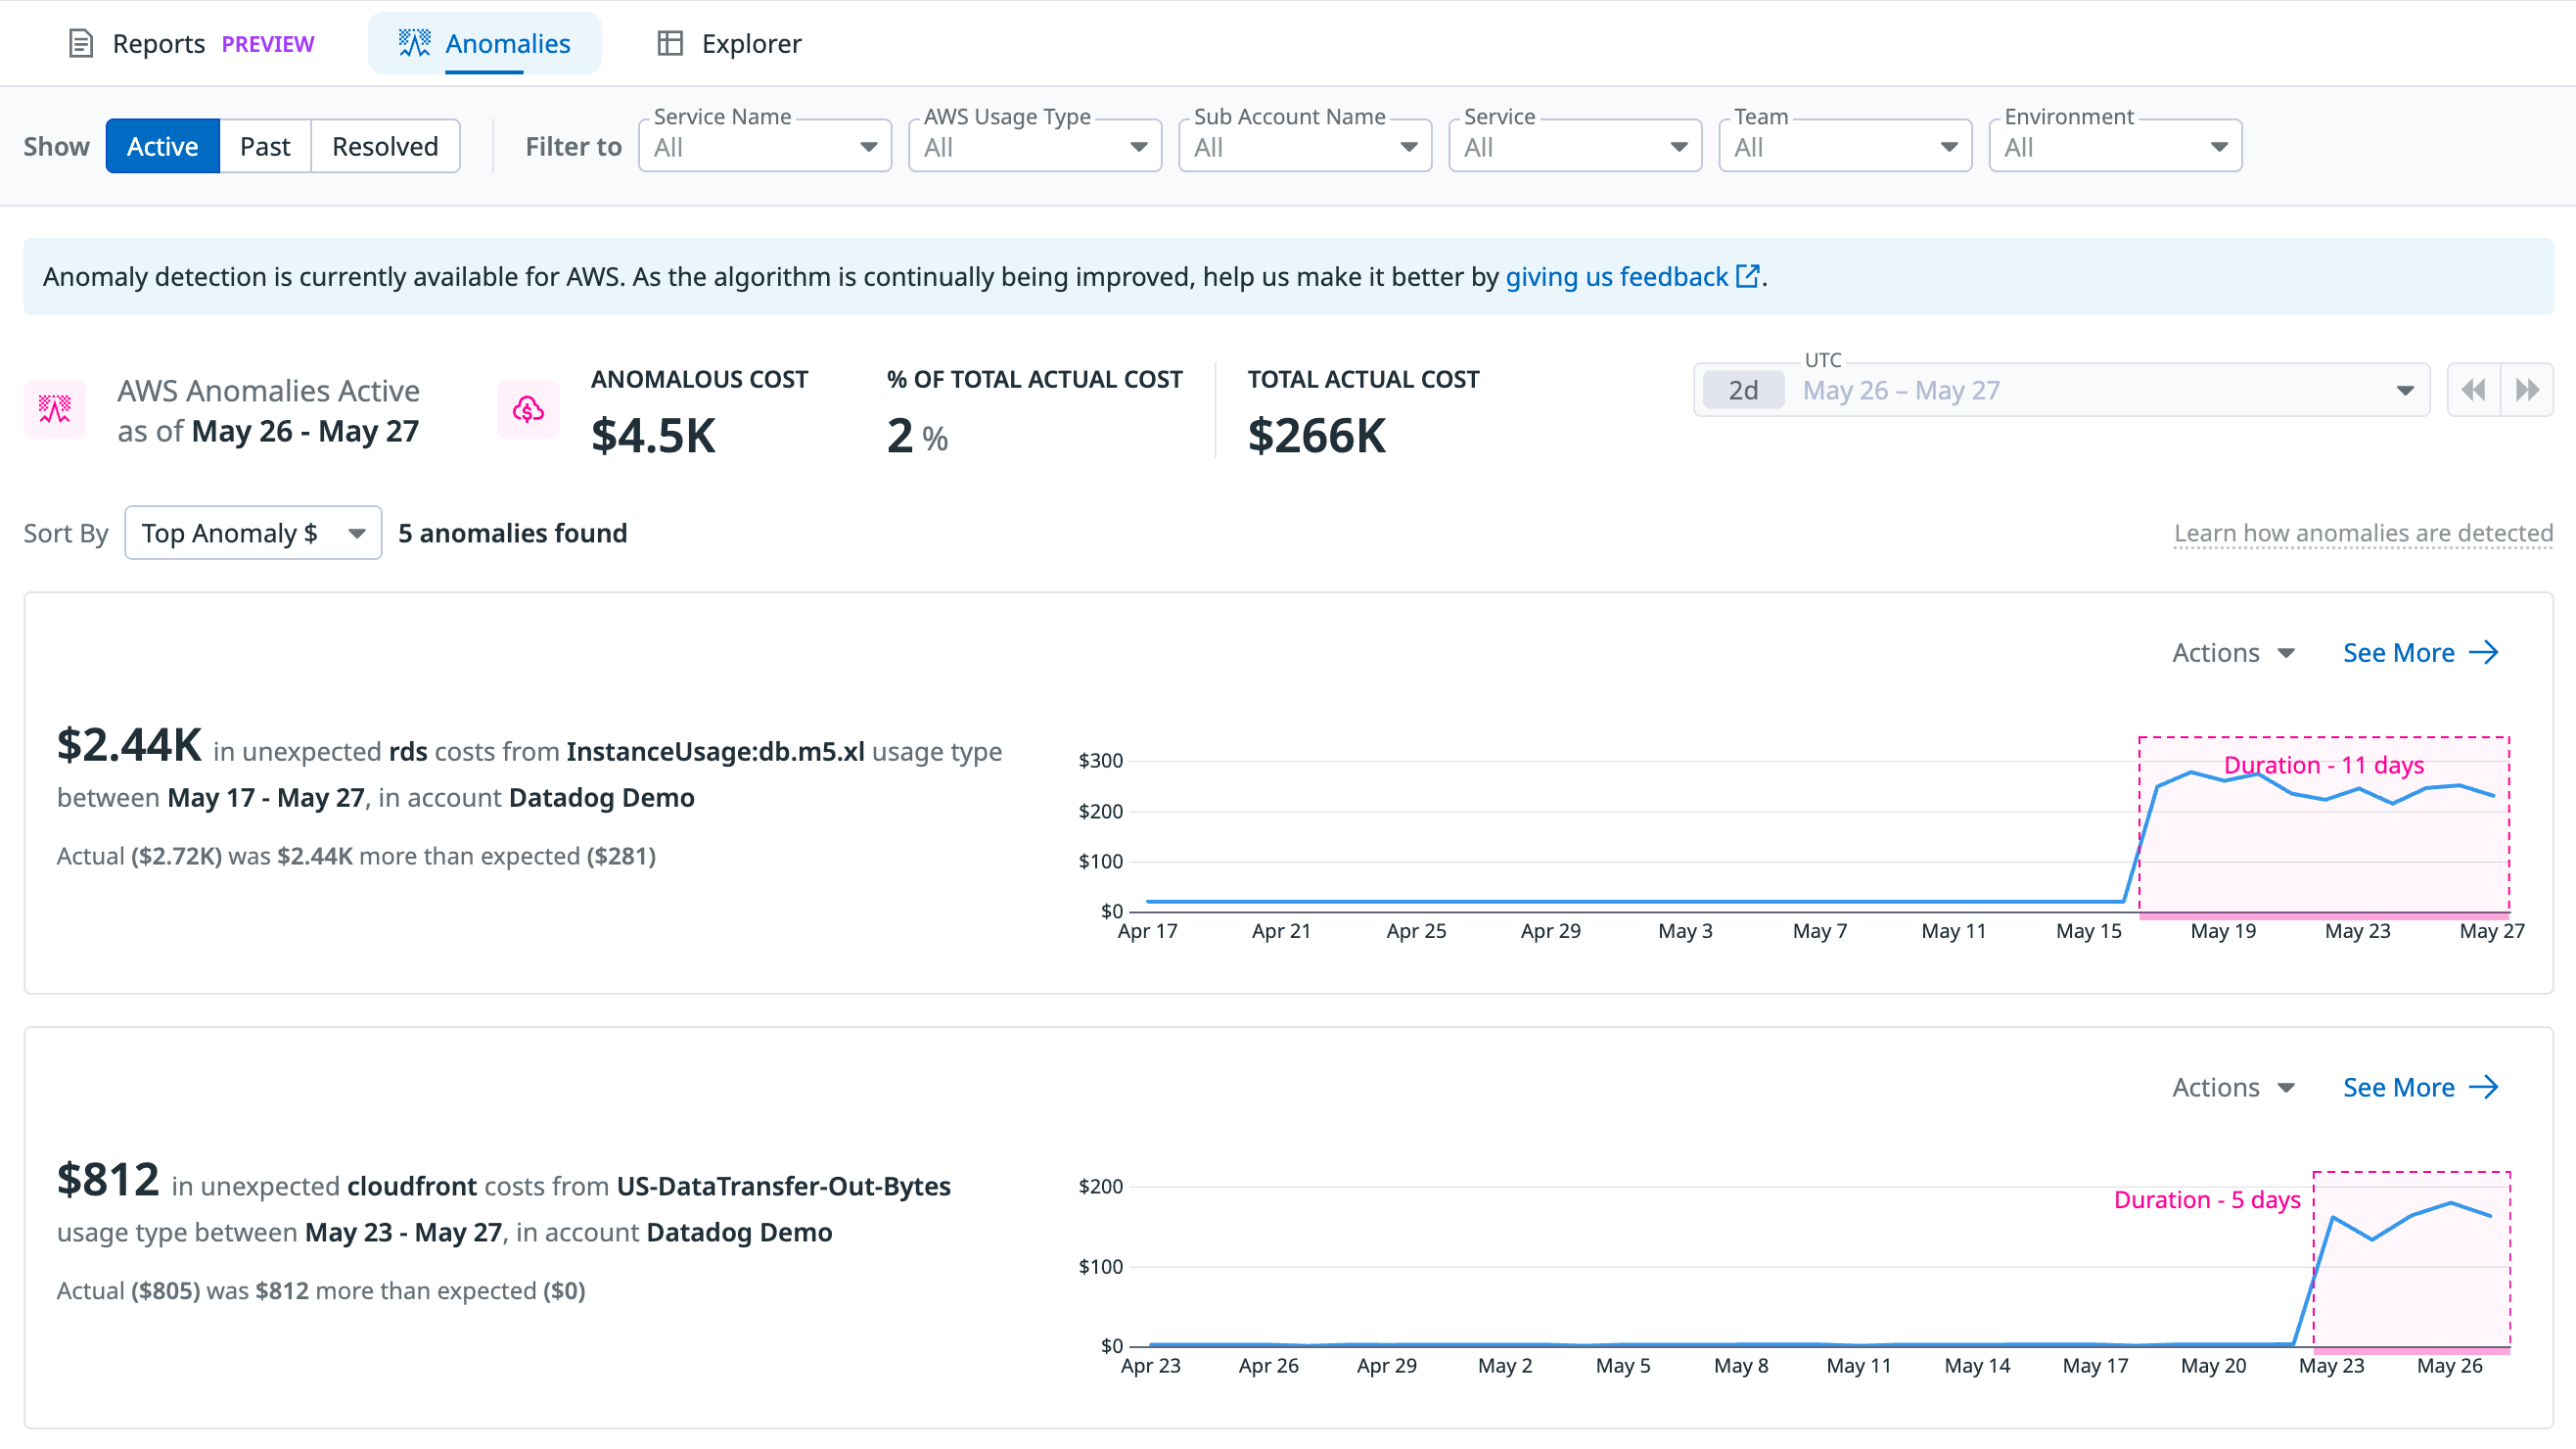 Reports PREVIEW Anomalies Explorer
Show Active Past Resolved Filter to Service Name All AWS Usage Type All Sub Account Name All Service All Team All Environment All
Anomaly detection is currently available for AWS. As the algorithm is continually being improved, help us make it better by giving us feedback.
AWS Anomalies Active
as of May 26 - May 27
ANOMALOUS COST
$4.5K
% OF TOTAL ACTUAL COST
2 %
TOTAL ACTUAL COST
$266K
UTC
2d May 26 – May 27
Sort By Top Anomaly $ 5 anomalies found Learn how anomalies are detected
Actions See More
$2.44K in unexpected rds costs from InstanceUsage:db.m5.xl usage type
between May 17 - May 27, in account Datadog Demo
Actual ($2.72K) was $2.44K more than expected ($281)
Duration - 11 days
$300
$200
$100
$0
Apr 17 Apr 21 Apr 25 Apr 29 May 3 May 7 May 11 May 15 May 19 May 23 May 27
Actions See More
$812 in unexpected cloudfront costs from US-DataTransfer-Out-Bytes
usage type between May 23 - May 27, in account Datadog Demo
Actual ($805) was $812 more than expected ($0)
Duration - 5 days
$200
$100
$0
Apr 23 Apr 26 Apr 29 May 2 May 5 May 8 May 11 May 14 May 17 May 20 May 23 May 26